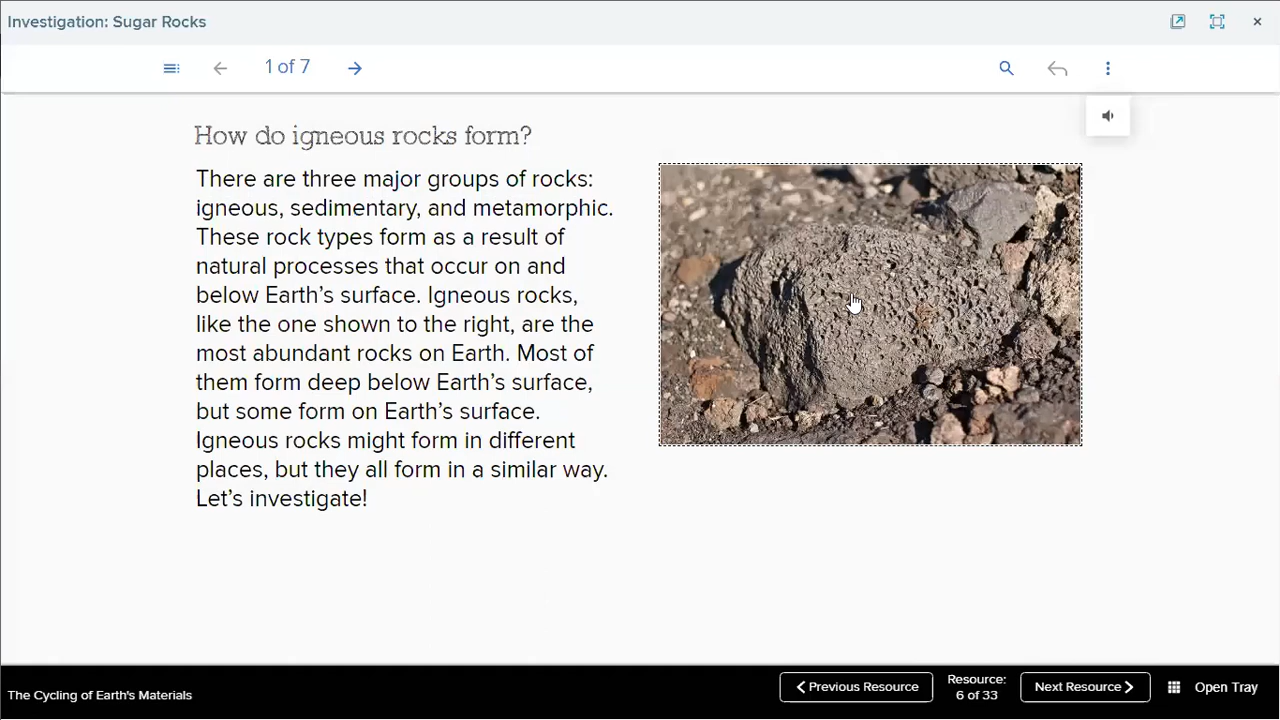 Investigation: Sugar Rocks
1 of 7
How do igneous rocks form?
There are three major groups of rocks:
igneous, sedimentary, and metamorphic.
These rock types form as a result of
natural processes that occur on and
below Earth’s surface. Igneous rocks,
like the one shown to the right, are the
most abundant rocks on Earth. Most of
them form deep below Earth’s surface,
but some form on Earth’s surface.
Igneous rocks might form in different
places, but they all form in a similar way.
Let’s investigate!
The Cycling of Earth's Materials
Previous Resource
Resource:
6 of 33
Next Resource
Open Tray